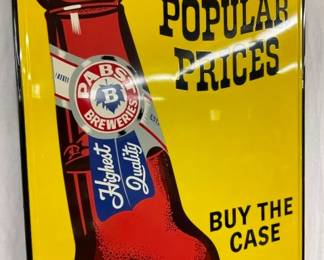 POPULAR
PRICES
PABST
B
BREWERIES
Highest
Quality
BUY THE
CASE